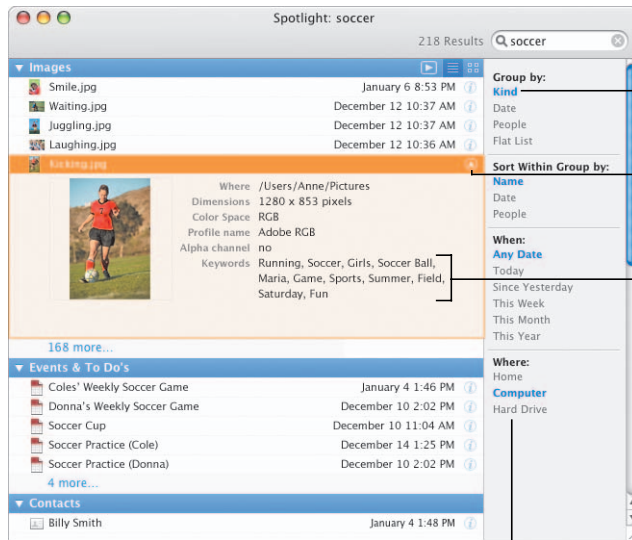 Spotlight: soccer
218 Results soccer
Images
Smile.jpg January 6 8:53 PM
Waiting.jpg December 12 10:37 AM
Juggling.jpg December 12 10:37 AM
Laughing.jpg December 12 10:36 AM
Kicking.jpg
Where /Users/Anne/Pictures
Dimensions 1280 x 853 pixels
Color Space RGB
Profile name Adobe RGB
Alpha channel no
Keywords Running, Soccer, Girls, Soccer Ball,
Maria, Game, Sports, Summer, Field,
Saturday, Fun
168 more...
Events & To Do's
Coles' Weekly Soccer Game January 4 1:46 PM
Donna's Weekly Soccer Game December 10 2:02 PM
Soccer Cup December 10 11:04 AM
Soccer Practice (Cole) December 14 1:25 PM
Soccer Practice (Donna) December 10 2:02 PM
4 more...
Contacts
Billy Smith January 4 1:48 PM
Group by:
Kind
Date
People
Flat List
Sort Within Group by:
Name
Date
People
When:
Any Date
Today
Since Yesterday
This Week
This Month
This Year
Where:
Home
Computer
Hard Drive